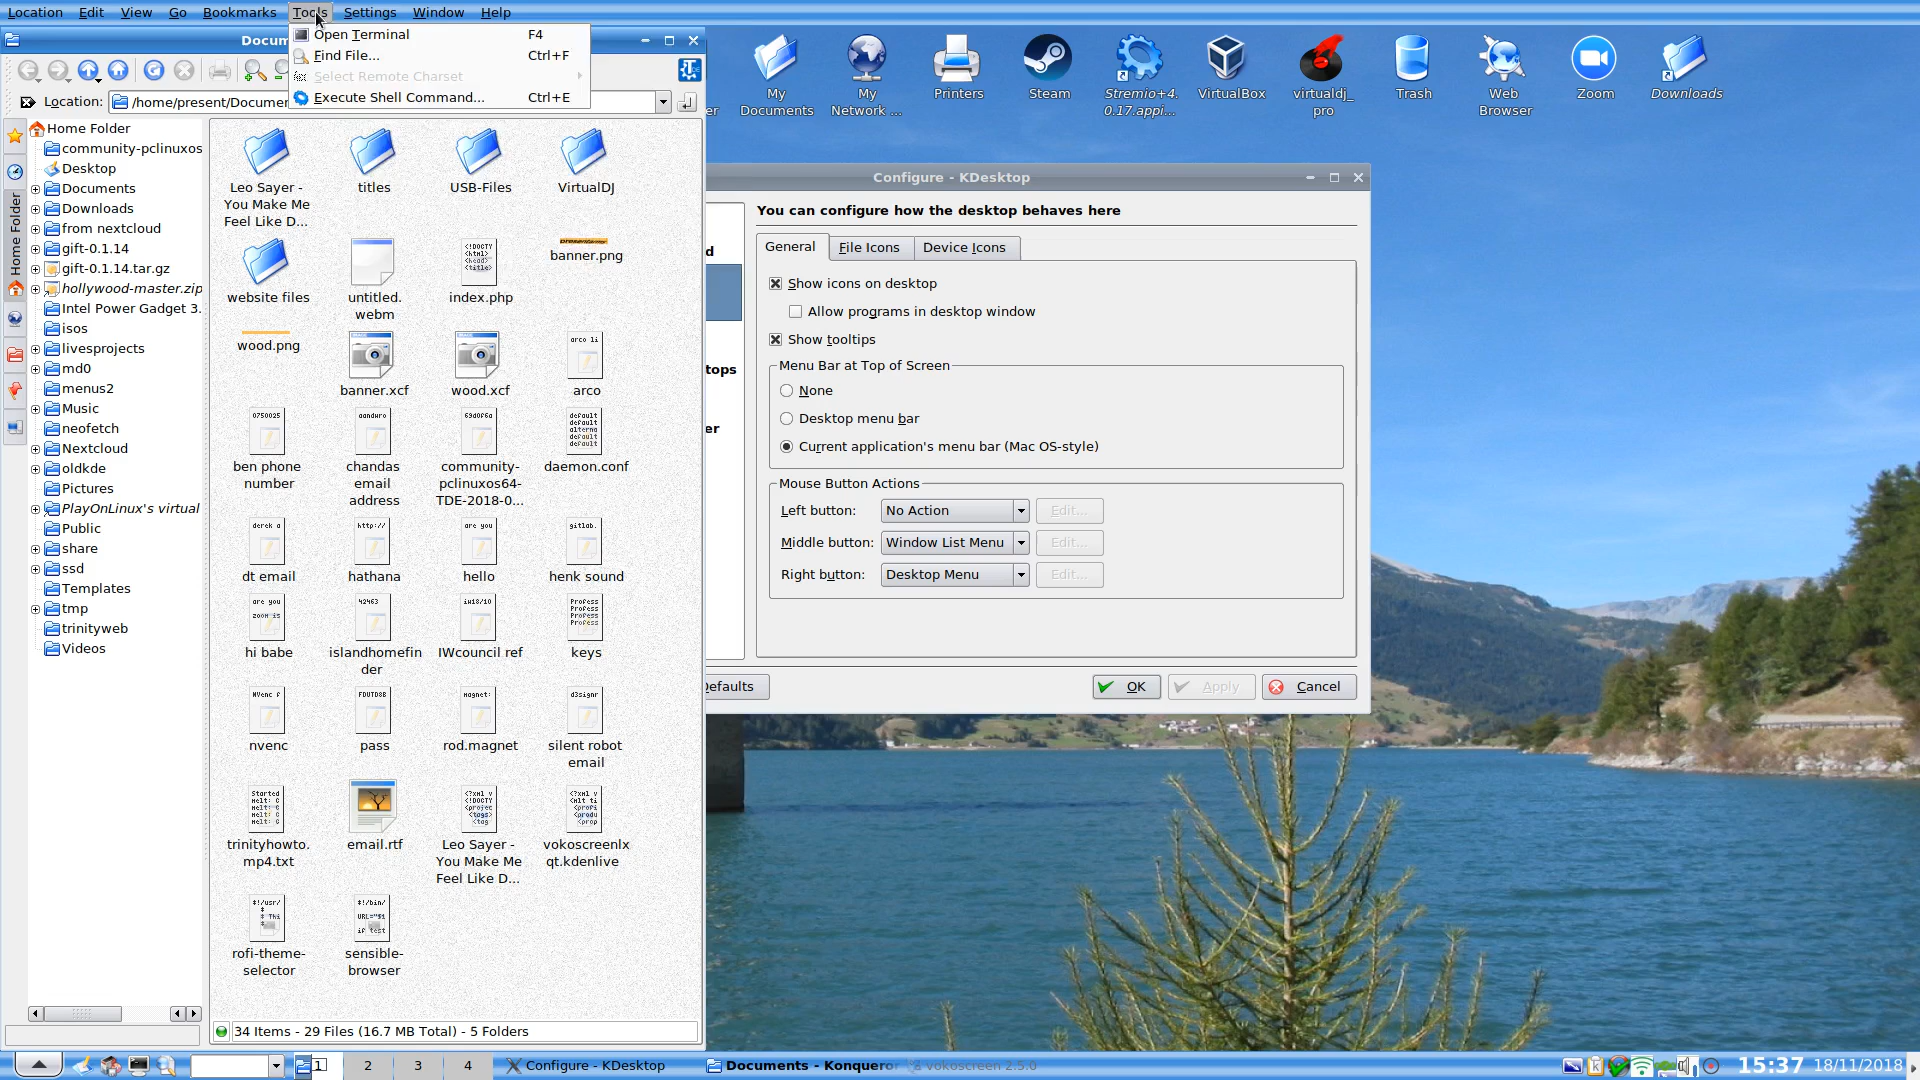 Location Edit View Go Bookmarks Tools Settings Window Help
Open Terminal F4
Find File... Ctrl+F
Select Remote Charset
Execute Shell Command... Ctrl+E
Location: /home/present/Documen
Home Folder
Home Folder
community-pclinuxos
Desktop
Documents
Downloads
from nextcloud
gift-0.1.14
gift-0.1.14.tar.gz
hollywood-master.zip
Intel Power Gadget 3.
isos
livesprojects
md0
menus2
Music
neofetch
Nextcloud
oldkde
Pictures
PlayOnLinux's virtual
Public
share
ssd
Templates
tmp
trinityweb
Videos
Leo Sayer -
You Make Me
Feel Like D...
titles
USB-Files
VirtualDJ
website files
untitled.
webm
index.php
banner.png
wood.png
banner.xcf
wood.xcf
arco
ben phone
number
chandas
email
address
community-
pclinuxos64-
TDE-2018-0...
daemon.conf
dt email
hathana
hello
henk sound
hi babe
islandhomefin
der
IWcouncil ref
keys
nvenc
pass
rod.magnet
silent robot
email
trinityhowto.
mp4.txt
email.rtf
Leo Sayer -
You Make Me
Feel Like D...
vokoscreenlx
qt.kdenlive
rofi-theme-
selector
sensible-
browser
34 Items - 29 Files (16.7 MB Total) - 5 Folders
My
Documents
My
Network ...
Printers
Steam
Stremio+4.
0.17.appi...
VirtualBox
virtualdj_
pro
Trash
Web
Browser
Zoom
Downloads
Configure - KDesktop
You can configure how the desktop behaves here
General File Icons Device Icons
Show icons on desktop
Allow programs in desktop window
Show tooltips
Menu Bar at Top of Screen
None
Desktop menu bar
Current application's menu bar (Mac OS-style)
Mouse Button Actions
Left button: No Action Edit...
Middle button: Window List Menu Edit...
Right button: Desktop Menu Edit...
OK Apply Cancel
1 2 3 4 Configure - KDesktop Documents - Konqueror vokoscreen 2.5.0 15:37 18/11/2018